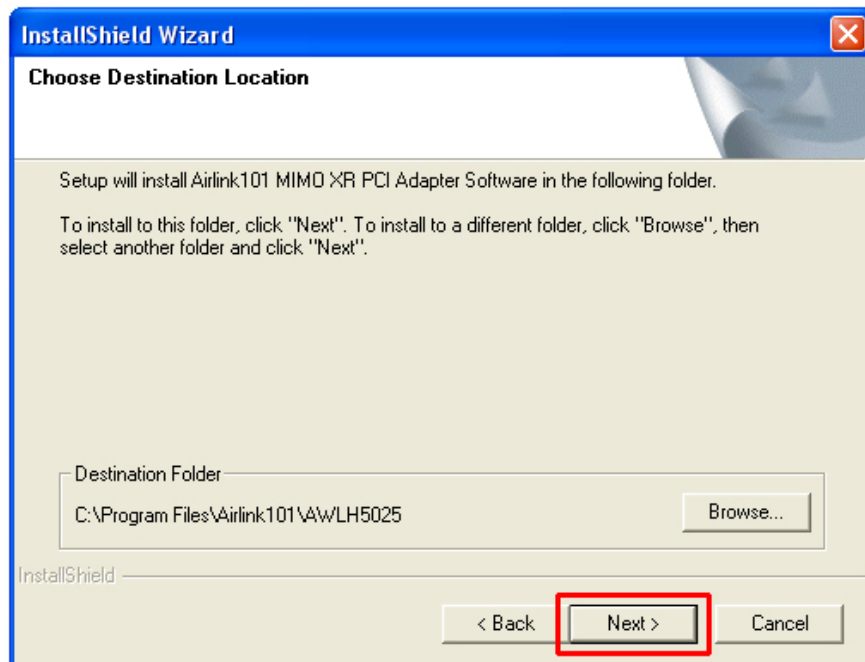 InstallShield Wizard
Choose Destination Location
Setup will install Airlink101 MIMO XR PCI Adapter Software in the following folder.
To install to this folder, click "Next". To install to a different folder, click "Browse", then
select another folder and click "Next".
Destination Folder
C:\Program Files\Airlink101\AWLH5025
Browse...
InstallShield
< Back
Next >
Cancel